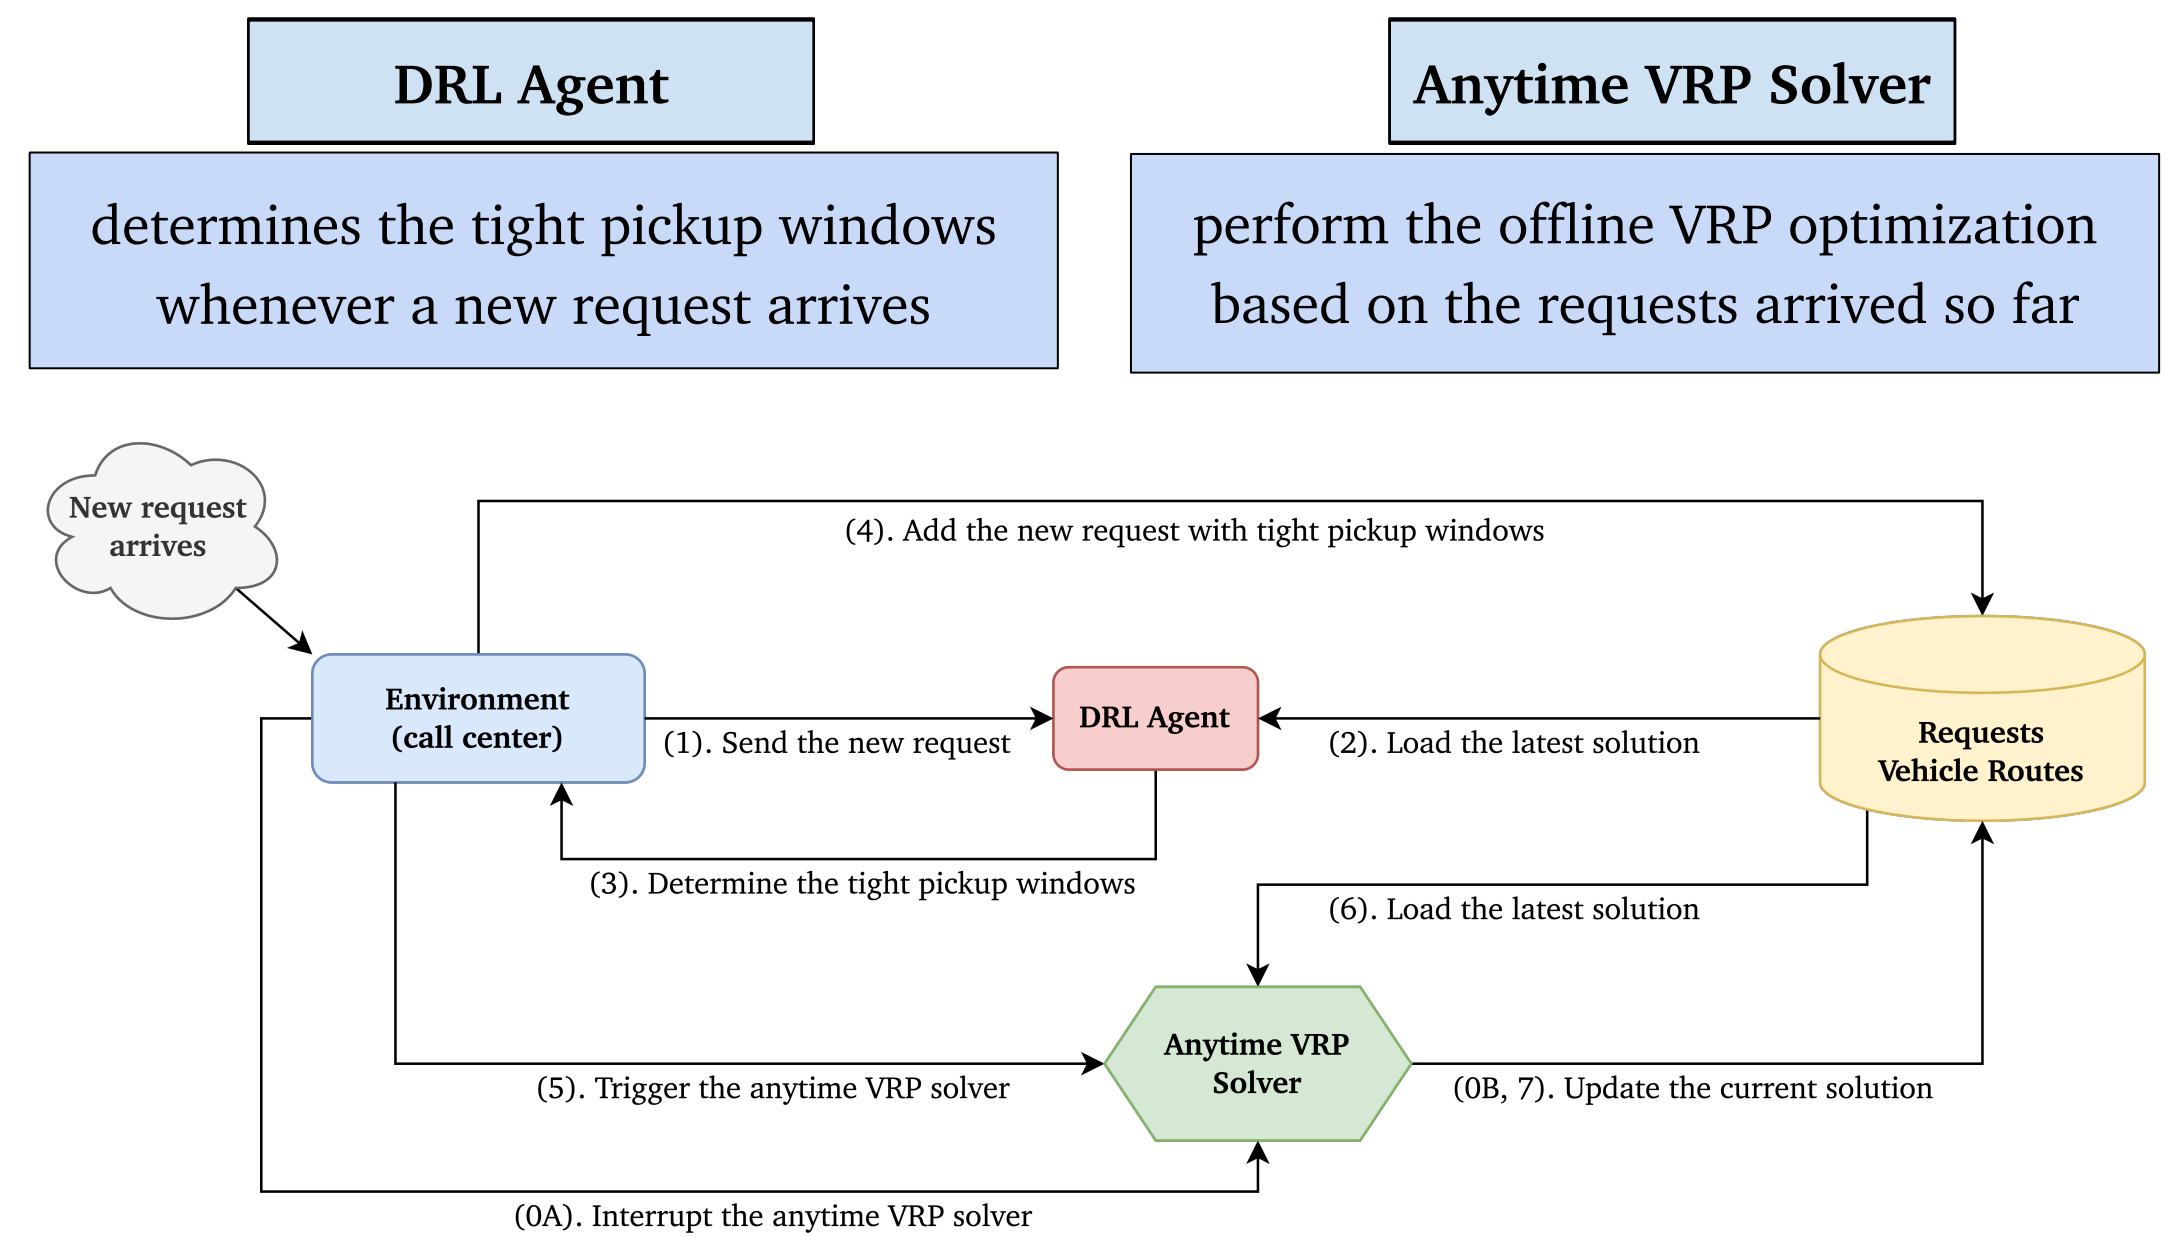 DRL Agent
determines the tight pickup windows
whenever a new request arrives
Anytime VRP Solver
perform the offline VRP optimization
based on the requests arrived so far
New request
arrives
(4). Add the new request with tight pickup windows
Environment
(call center)
(1). Send the new request
DRL Agent
(2). Load the latest solution
Requests
Vehicle Routes
(3). Determine the tight pickup windows
(6). Load the latest solution
Anytime VRP
Solver
(5). Trigger the anytime VRP solver
(0B, 7). Update the current solution
(0A). Interrupt the anytime VRP solver